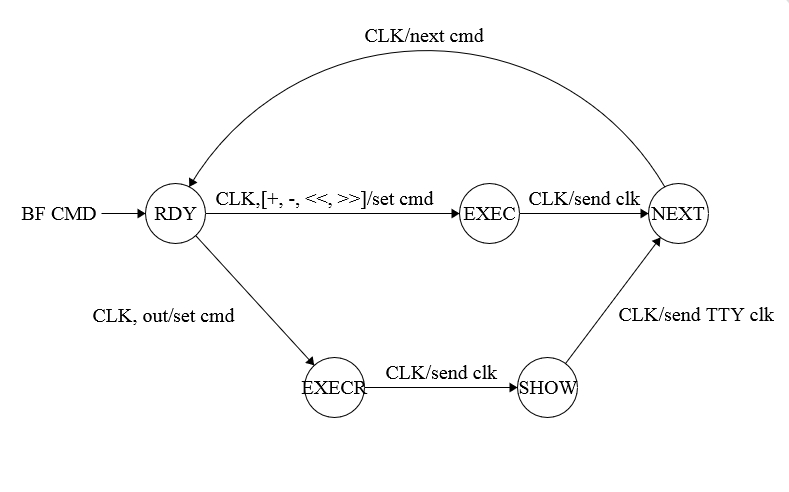 CLK/next cmd
BF CMD
RDY
CLK,[+, -, <<, >>]/set cmd
EXEC
CLK/send clk
NEXT
CLK, out/set cmd
CLK/send TTY clk
EXECR
CLK/send clk
SHOW